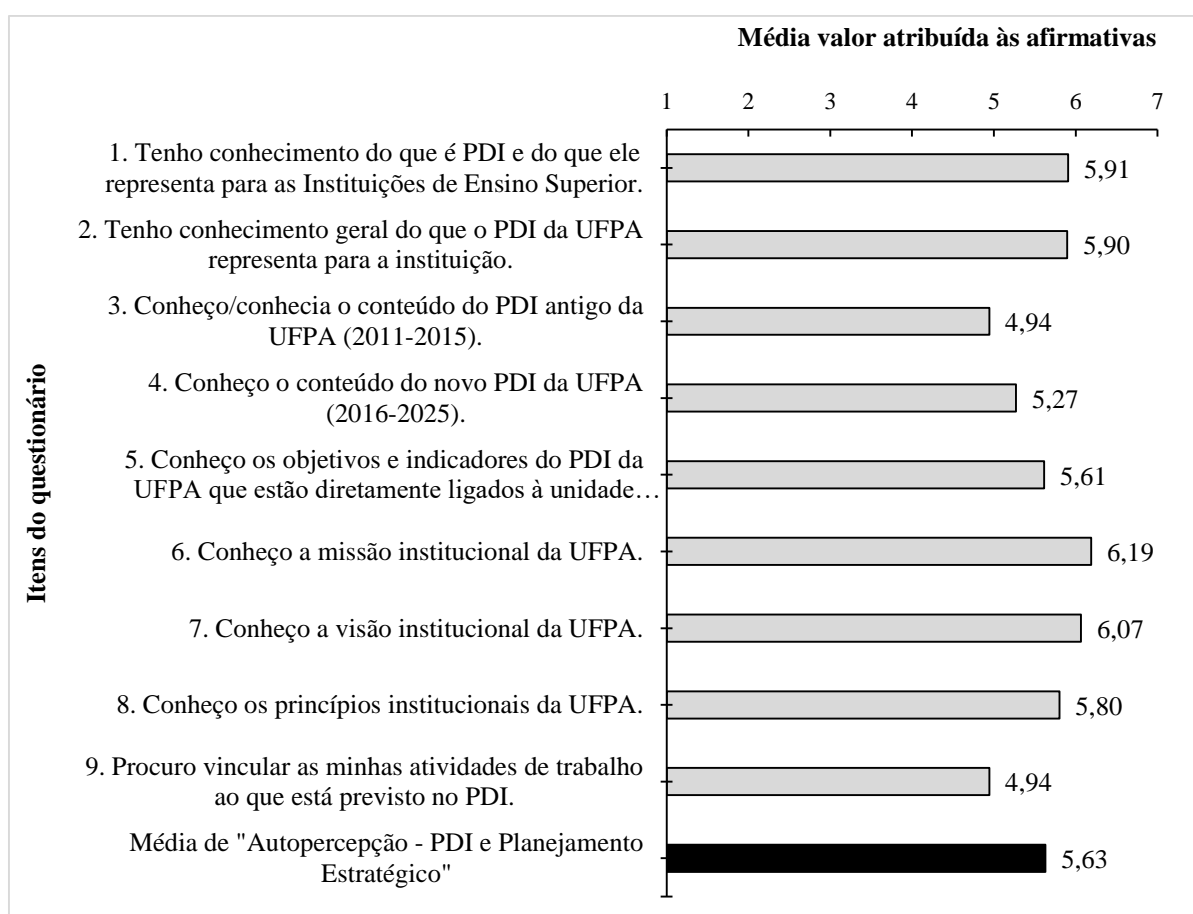 Média valor atribuída às afirmativas
1 2 3 4 5 6 7
Itens do questionário
1. Tenho conhecimento do que é PDI e do que ele
representa para as Instituições de Ensino Superior.
5,91
2. Tenho conhecimento geral do que o PDI da UFPA
representa para a instituição.
5,90
3. Conheço/conhecia o conteúdo do PDI antigo da
UFPA (2011-2015).
4,94
4. Conheço o conteúdo do novo PDI da UFPA
(2016-2025).
5,27
5. Conheço os objetivos e indicadores do PDI da
UFPA que estão diretamente ligados à unidade…
5,61
6. Conheço a missão institucional da UFPA.
6,19
7. Conheço a visão institucional da UFPA.
6,07
8. Conheço os princípios institucionais da UFPA.
5,80
9. Procuro vincular as minhas atividades de trabalho
ao que está previsto no PDI.
4,94
Média de "Autopercepção - PDI e Planejamento
Estratégico"
5,63